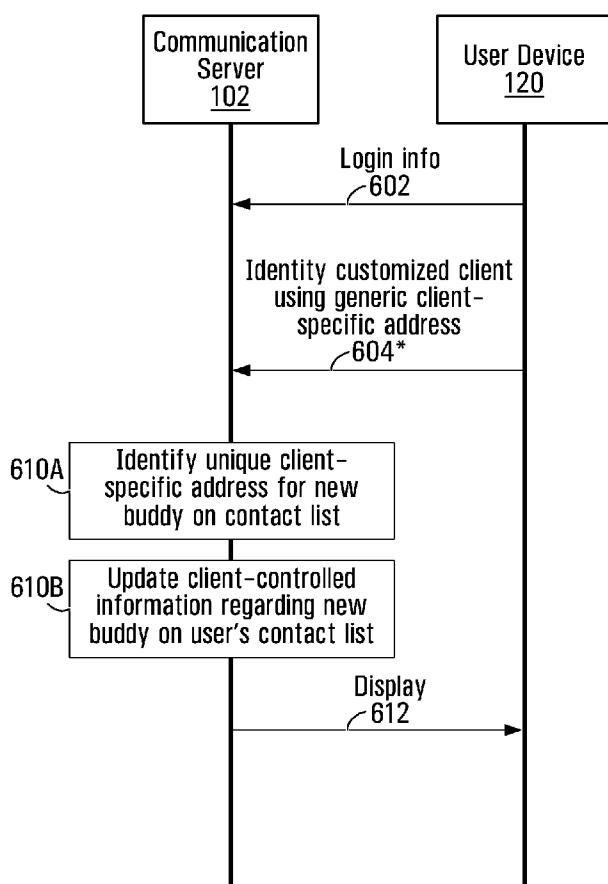 Communication
Server
102
User Device
120
Login info
602
Identity customized client
using generic client-
specific address
604*
610A
Identify unique client-
specific address for new
buddy on contact list
610B
Update client-controlled
information regarding new
buddy on user's contact list
Display
612